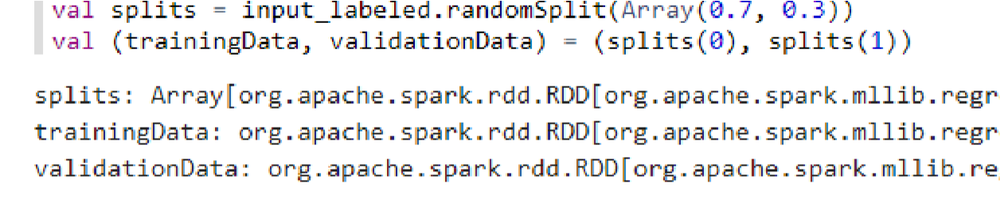 val splits = input_labeled.randomSplit(Array(0.7, 0.3))
val (trainingData, validationData) = (splits(0), splits(1))
splits: Array[org.apache.spark.rdd.RDD[org.apache.spark.mllib.regr
trainingData: org.apache.spark.rdd.RDD[org.apache.spark.mllib.regr
validationData: org.apache.spark.rdd.RDD[org.apache.spark.mllib.re